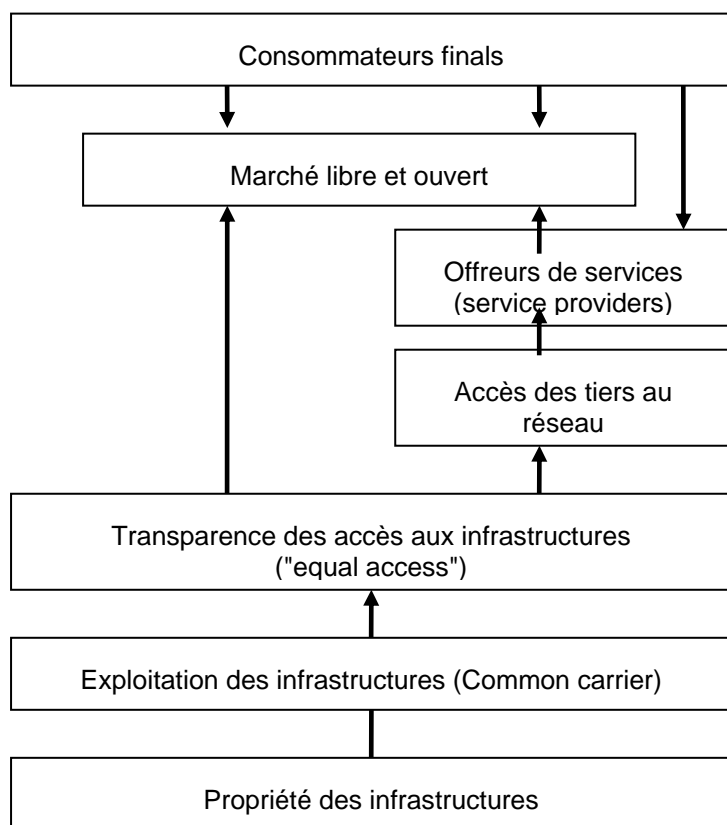 Consommateurs finals
Marché libre et ouvert
Offreurs de services
(service providers)
Accès des tiers au
réseau
Transparence des accès aux infrastructures
("equal access")
Exploitation des infrastructures (Common carrier)
Propriété des infrastructures